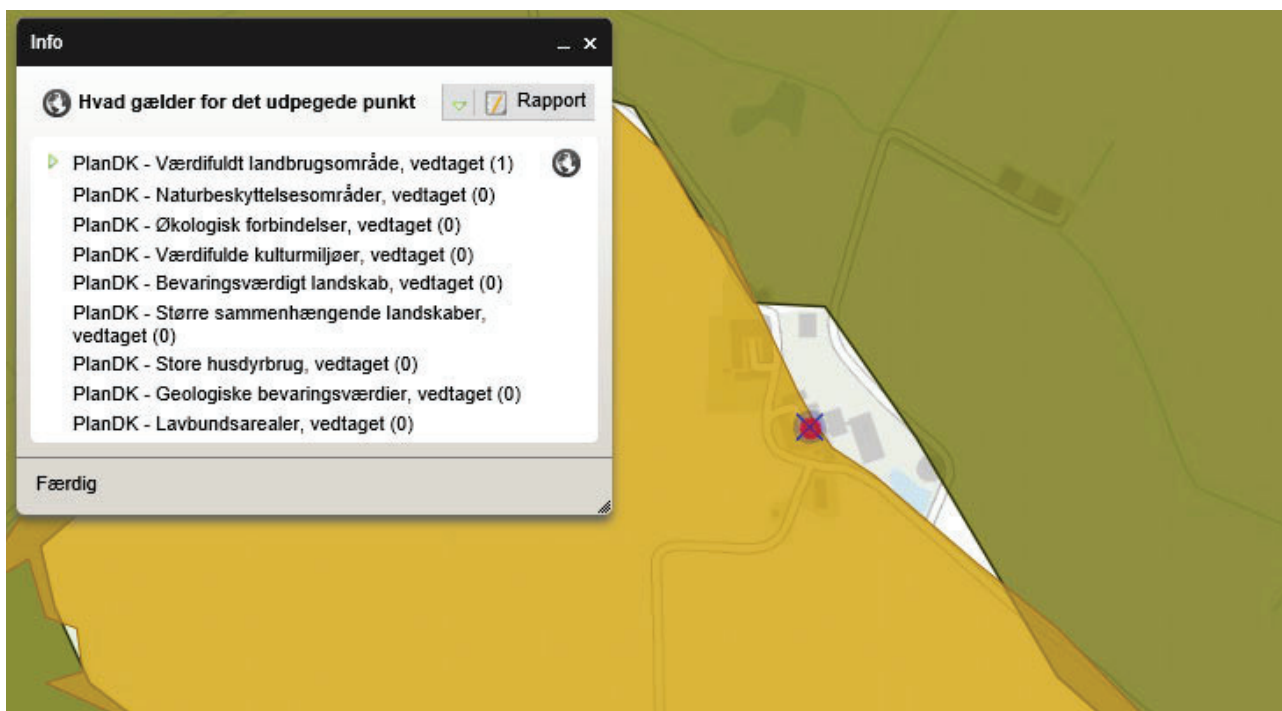 Info
Hvad gælder for det udpegede punkt
Rapport
PlanDK - Værdifuldt landbrugsområde, vedtaget (1)
PlanDK - Naturbeskyttelsesområder, vedtaget (0)
PlanDK - Økologisk forbindelser, vedtaget (0)
PlanDK - Værdifulde kulturmiljøer, vedtaget (0)
PlanDK - Bevaringsværdigt landskab, vedtaget (0)
PlanDK - Større sammenhængende landskaber,
vedtaget (0)
PlanDK - Store husdyrbrug, vedtaget (0)
PlanDK - Geologiske bevaringsværdier, vedtaget (0)
PlanDK - Lavbundsarealer, vedtaget (0)
Færdig